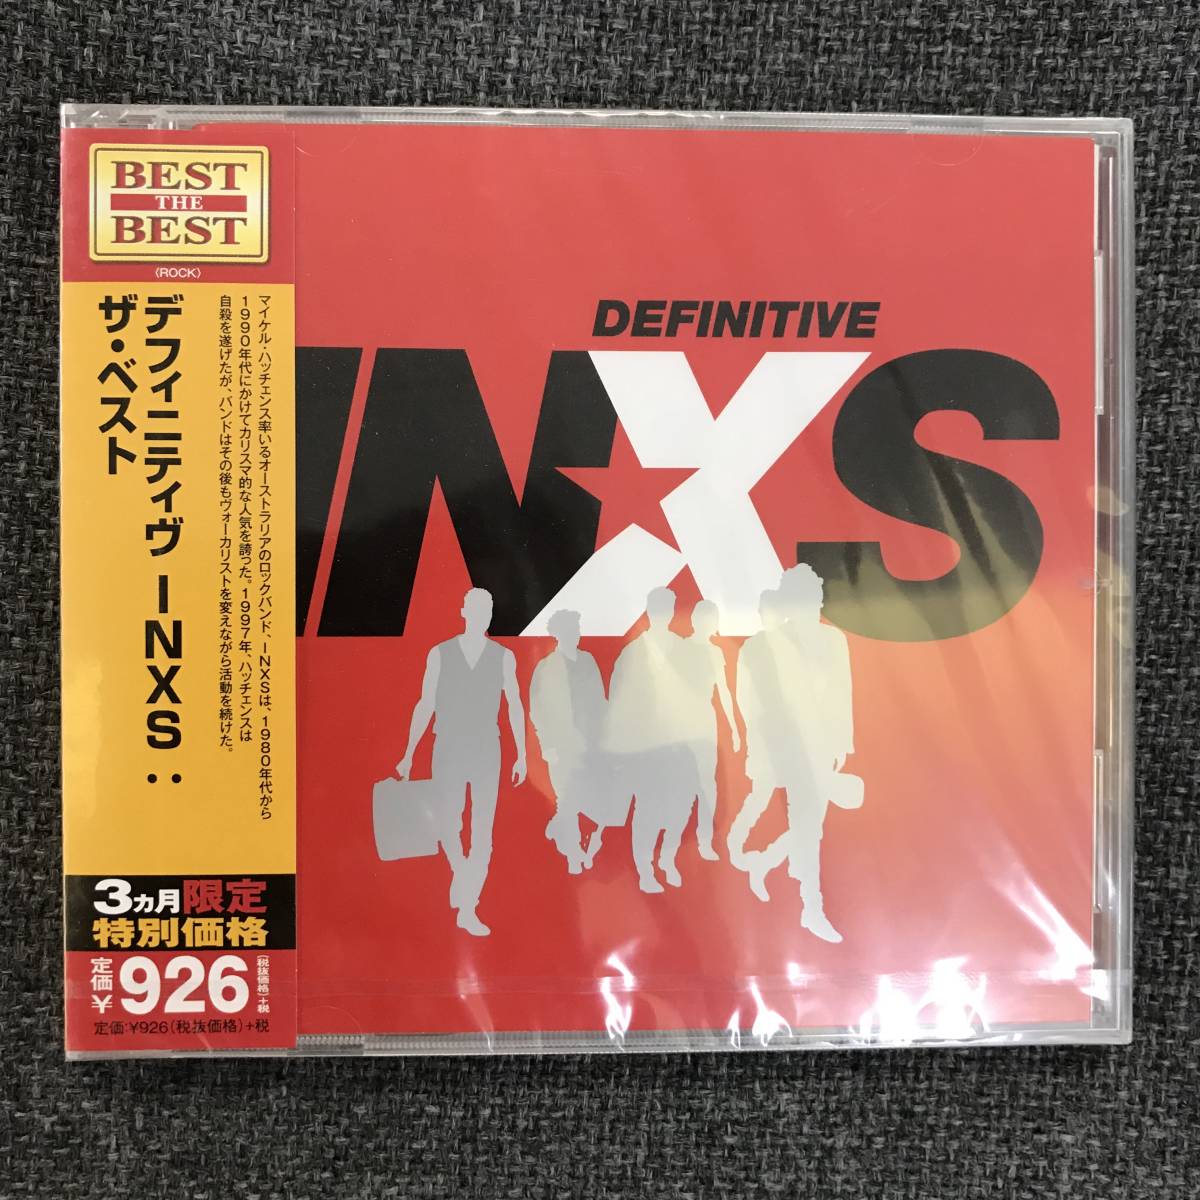 BEST
THE
BEST
〈ROCK〉
デフィニティヴ INXS：
ザ・ベスト
マイケル・ハッチェンス率いるオーストラリアのロックバンド、INXSは、1980年代から
1990年代にかけてカリスマ的な人気を誇った。1997年、ハッチェンスは
自殺を遂げたが、バンドはその後もヴォーカリストを変えながら活動を続けた。
3ヵ月限定
特別価格
定価¥926(税抜価格)+税
定価:¥926(税抜価格)+税
DEFINITIVE
INXS